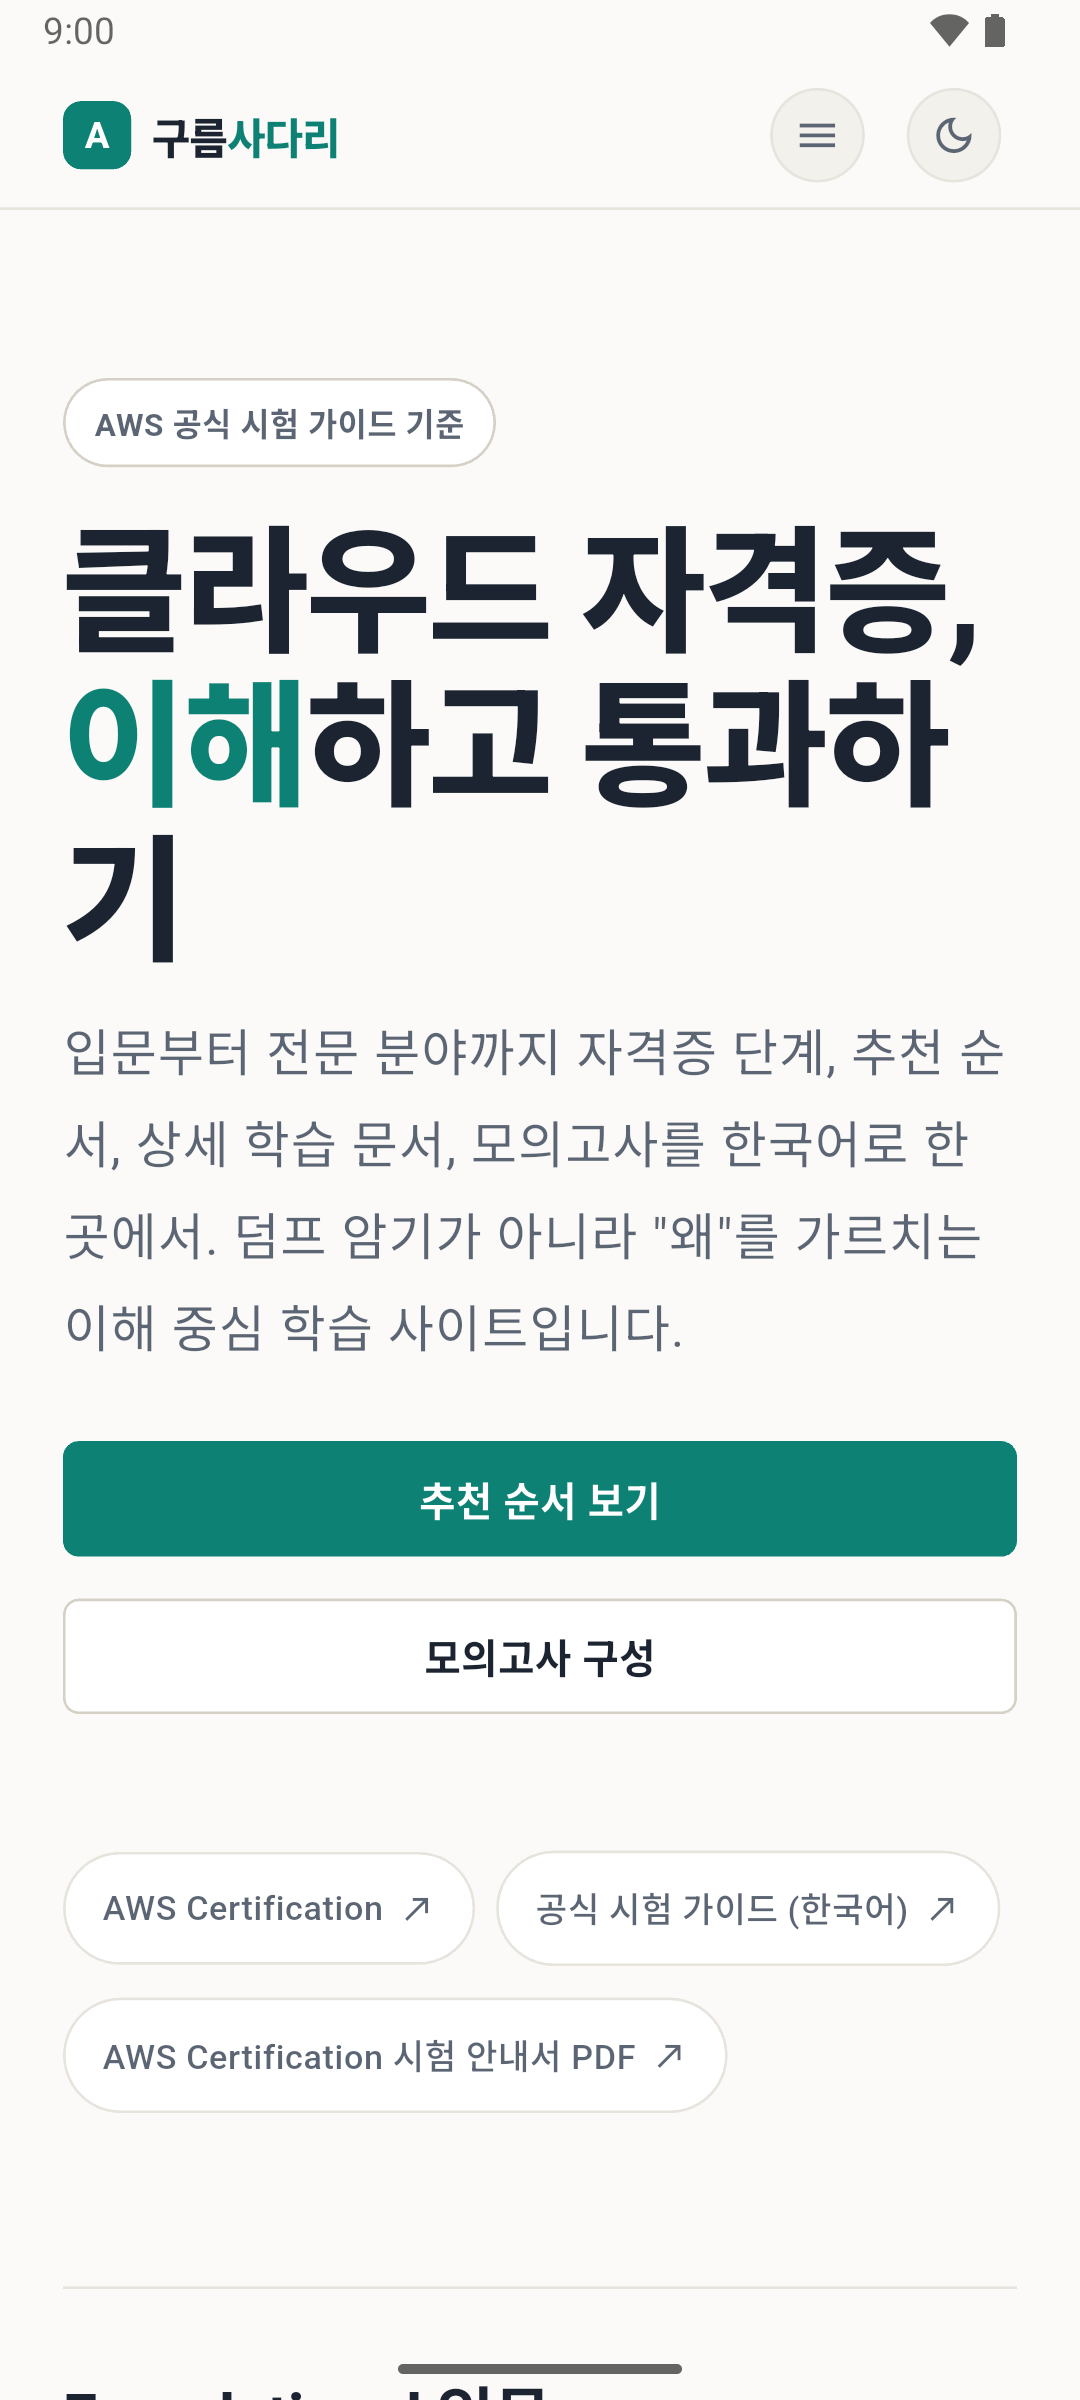 9:00
A 구름사다리
AWS 공식 시험 가이드 기준
클라우드 자격증,
이해하고 통과하
기
입문부터 전문 분야까지 자격증 단계, 추천 순
서, 상세 학습 문서, 모의고사를 한국어로 한
곳에서. 덤프 암기가 아니라 "왜"를 가르치는
이해 중심 학습 사이트입니다.
추천 순서 보기
모의고사 구성
AWS Certification ↗
공식 시험 가이드 (한국어) ↗
AWS Certification 시험 안내서 PDF ↗